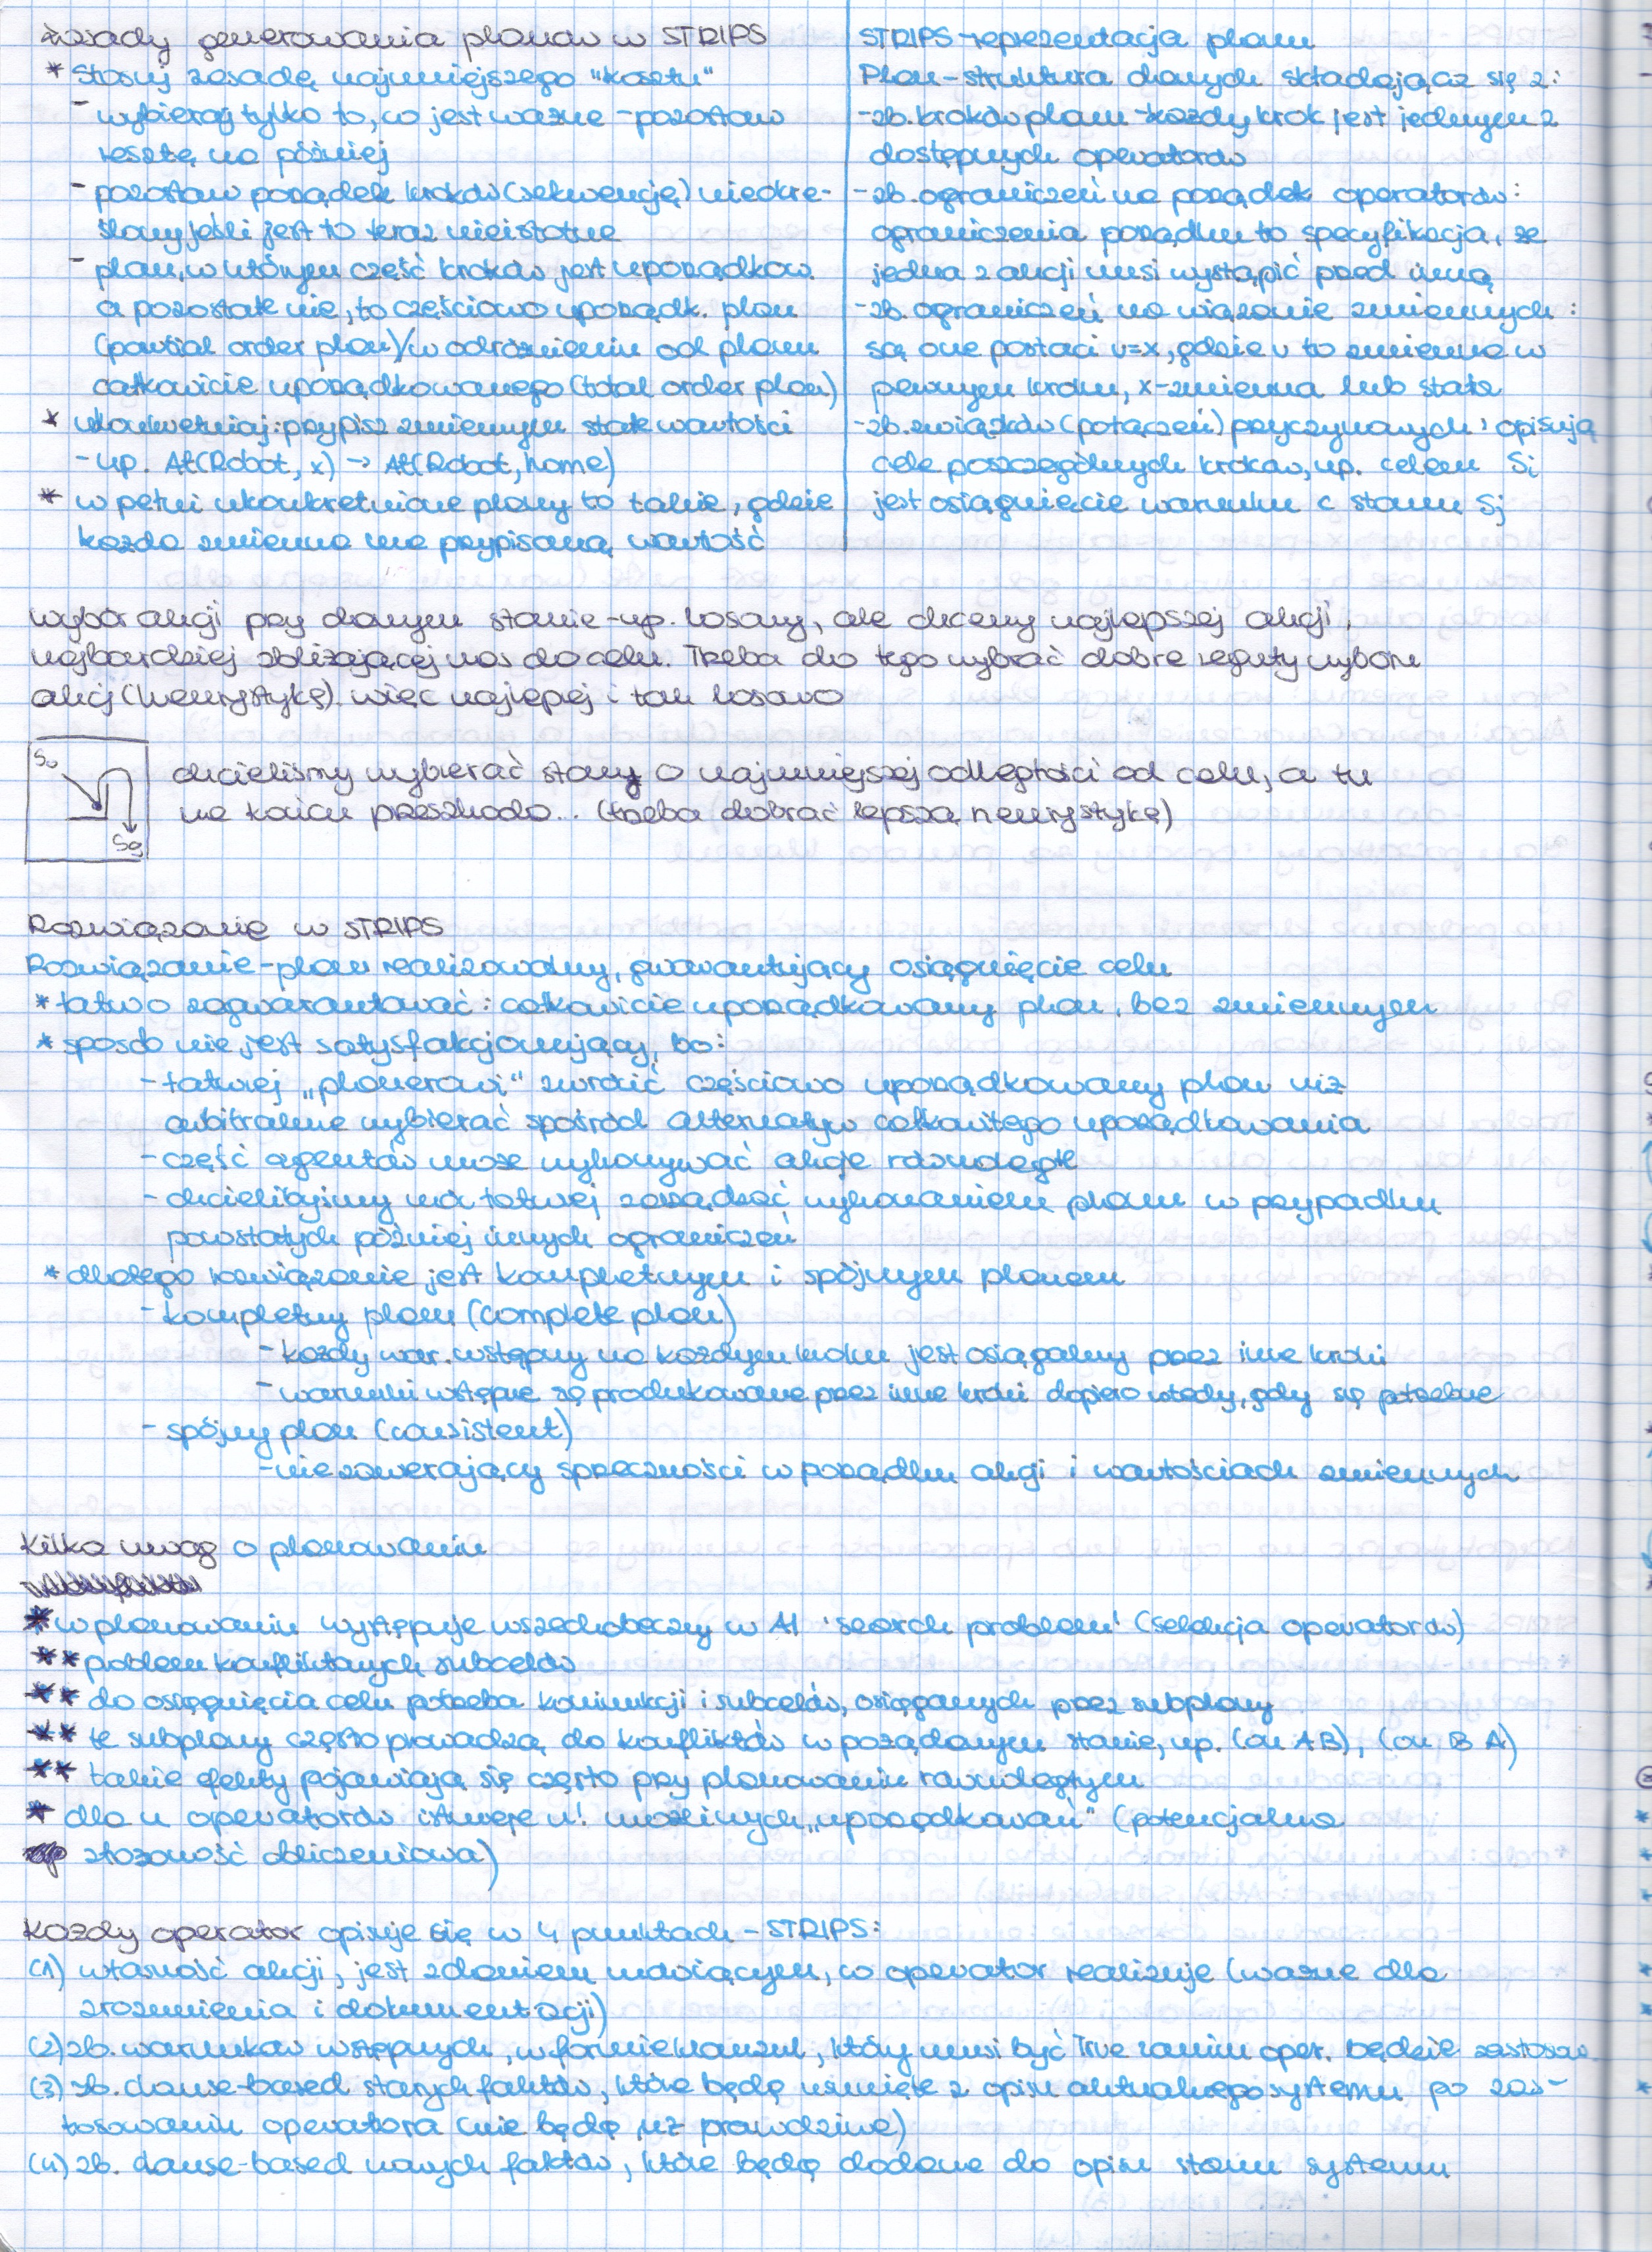 zasady generowania planów w STRIPS
* Stosuj zasadę najmniejszego "kosztu"
- wybieraj tylko to, co jest ważne - pozostaw
resztę na później
- pozostaw porządek kroków (sekwencję) nieokre-
ślony jeśli jest to teraz nieistotne
- plan, w którym część kroków jest uporządkow.
a pozostałe nie, to częściowo uporządk. plan
(partial order plan)/w odróżnieniu od planu
całkowicie uporządkowanego (total order plan)
* ukonkretniaj: przypisz zmiennym stałe wartości
- np. At(Robot, x) → At(Robot, home)
* w pełni ukonkretnione plany to takie, gdzie
każda zmienna ma przypisaną wartość
STRIPS - reprezentacja planu
Plan - struktura danych składająca się z:
- zb. kroków planu - każdy krok jest jednym z
dostępnych operatorów
- zb. ograniczeń na porządek operatorów:
ograniczenia porządku to specyfikacja, że
jedna z akcji musi wystąpić przed inną
- zb. ograniczeń na wiązanie zmiennych:
są one postaci v=x, gdzie v to zmienna w
pewnym kroku, x-zmienna lub stała
- zb. związków (połączeń) przyczynowych: opisują
cele poszczególnych kroków, np. celem Si
jest osiągnięcie warunku c stanu Sj
wybór akcji przy danym stanie - np. losowy, ale chcemy najlepszej akcji,
najbardziej zbliżającej nas do celu. Trzeba do tego wybrać dobre reguły wyboru
akcji (heurystykę). więc najlepiej i tak losowo
So
Sg
chcieliśmy wybierać stany o najmniejszej odległości od celu, a tu
na końcu przeszkoda... (trzeba dobrać lepszą heurystykę)
Rozwiązanie w STRIPS
Rozwiązanie - plan realizowalny, gwarantujący osiągnięcie celu
* łatwo zagwarantować: całkowicie uporządkowany plan, bez zmiennych
* sposób nie jest satysfakcjonujący, bo:
- łatwiej „planerowi" zwrócić częściowo uporządkowany plan niż
arbitralnie wybierać spośród alternatyw całkowitego uporządkowania
- część agentów może wykonywać akcje równoległe
- chcielibyśmy móc łatwiej zarządzać wykonaniem planu w przypadku
powstałych później innych ograniczeń
* dlatego rozwiązanie jest kompletnym i spójnym planem
- kompletny plan (complete plan)
- każdy war. wstępny na każdym kroku jest osiągalny przez inne kroki
- warunki wstępne są produkowane przez inne kroki dopiero wtedy, gdy są potrzebne
- spójny plan (consistent)
- nie zawierający sprzeczności w porządku akcji i wartościach zmiennych
Kilka uwag o planowaniu
* w planowaniu występuje wszechobecny w AI 'search problem' (selekcja operatorów)
** problem konfliktowych subcelów
** do osiągnięcia celu potrzeba koniunkcji i subcelów, osiąganych przez subplany
** te subplany często prowadzą do konfliktów w pożądanym stanie, np. (on A B), (on B A)
** takie efekty pojawiają się często przy planowaniu równoległym
* dla n operatorów istnieje n! możliwych „uporządkowań" (potencjalna
złożoność obliczeniowa)
Każdy operator opisuje się w 4 punktach - STRIPS:
(1) własność akcji, jest zdaniem mówiącym, co operator realizuje (ważne dla
zrozumienia i dokumentacji)
(2) zb. warunków wstępnych, w formie klauzul, który musi być True zanim oper. będzie zastosow.
(3) zb. clause-based starych faktów, które będą usunięte z opisu aktualnego systemu po zas-
tosowaniu operatora (nie będą już prawdziwe)
(4) zb. clause-based nowych faktów, które będą dodane do opisu stanu systemu